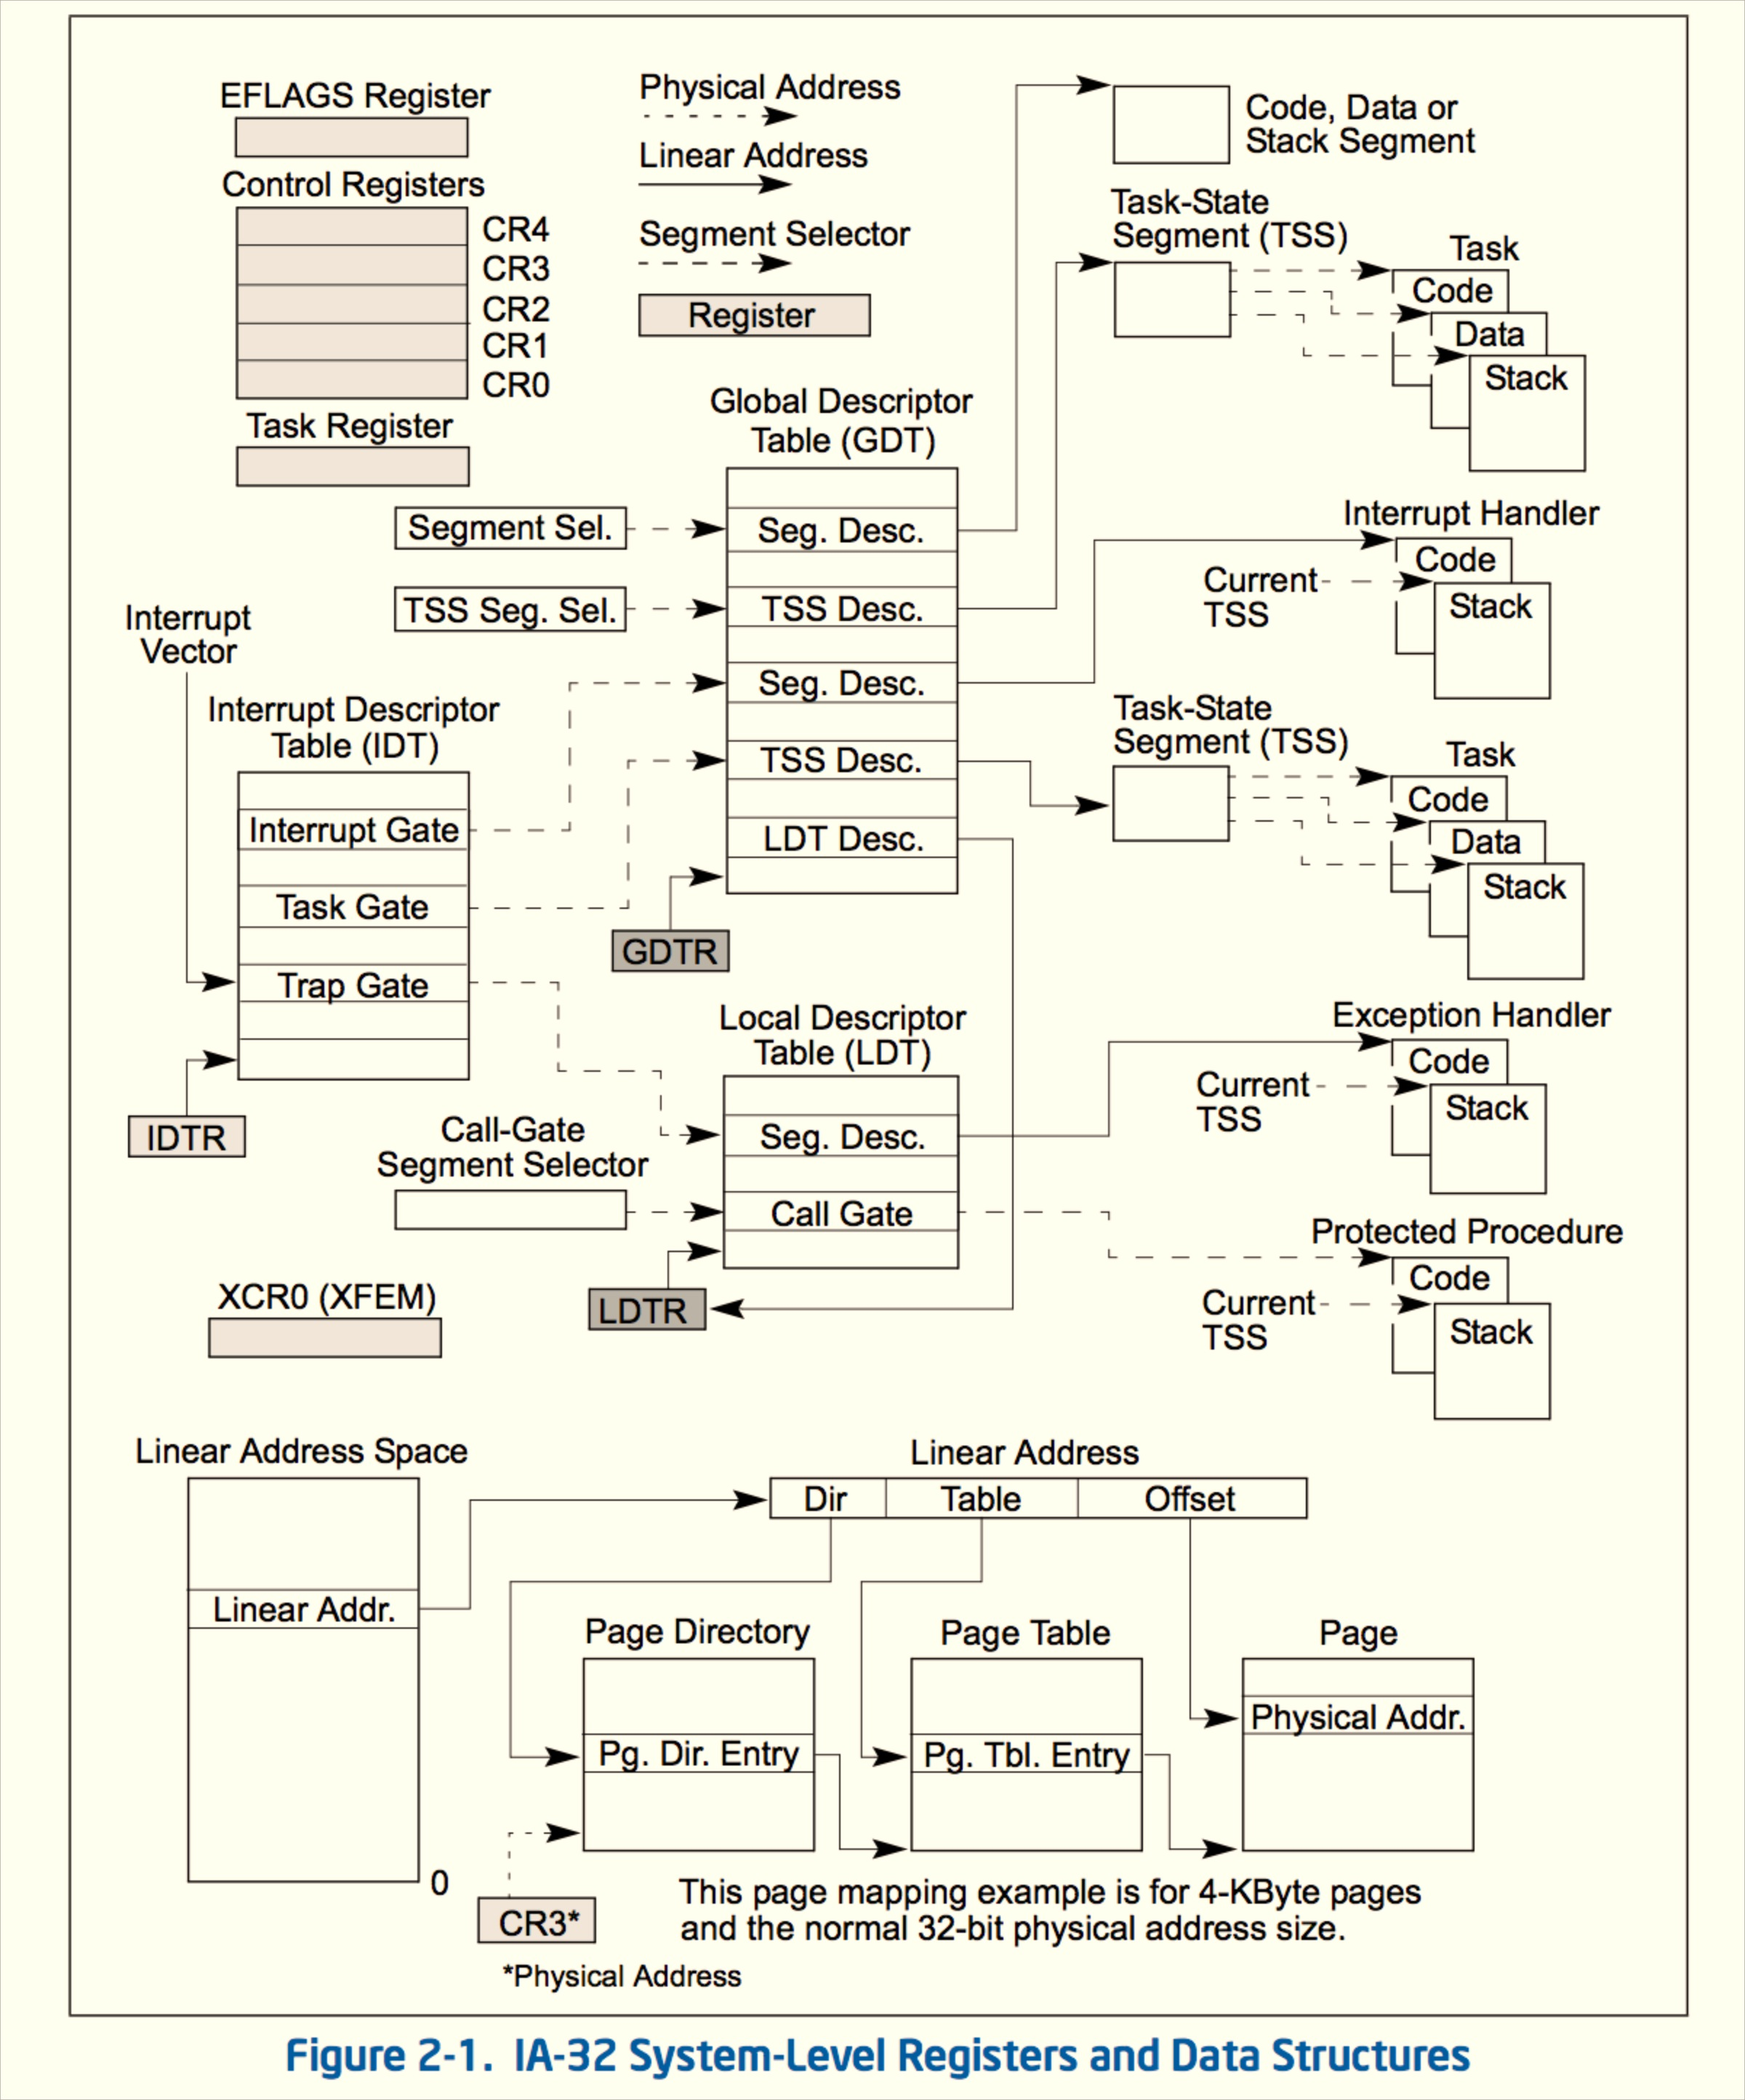 EFLAGS Register
Control Registers
CR4
CR3
CR2
CR1
CR0
Task Register
Physical Address
Linear Address
Segment Selector
Register
Code, Data or
Stack Segment
Task-State
Segment (TSS)
Task
Code
Data
Stack
Global Descriptor
Table (GDT)
Segment Sel.
Seg. Desc.
TSS Seg. Sel.
TSS Desc.
Seg. Desc.
TSS Desc.
LDT Desc.
GDTR
Interrupt Handler
Code
Current
TSS
Stack
Interrupt
Vector
Interrupt Descriptor
Table (IDT)
Interrupt Gate
Task Gate
Trap Gate
IDTR
Task-State
Segment (TSS)
Task
Code
Data
Stack
Local Descriptor
Table (LDT)
Seg. Desc.
Call Gate
Call-Gate
Segment Selector
LDTR
Exception Handler
Code
Current
TSS
Stack
Protected Procedure
Code
Current
TSS
Stack
XCR0 (XFEM)
Linear Address Space
Linear Addr.
0
Linear Address
Dir
Table
Offset
Page Directory
Pg. Dir. Entry
Page Table
Pg. Tbl. Entry
Page
Physical Addr.
CR3*
*Physical Address
This page mapping example is for 4-KByte pages
and the normal 32-bit physical address size.
Figure 2-1. IA-32 System-Level Registers and Data Structures